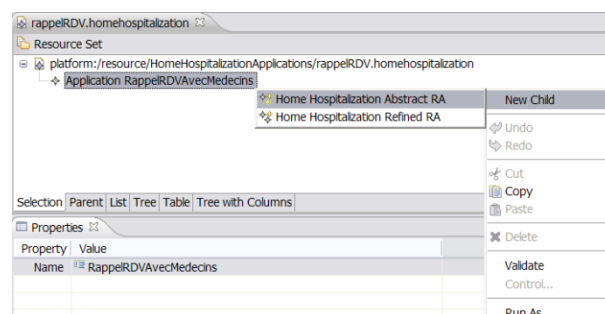 rappelRDV.homehospitalization
Resource Set
platform:/resource/HomeHospitalizationApplications/rappelRDV.homehospitalization
Application RappelRDVAvecMedecins
Home Hospitalization Abstract RA
Home Hospitalization Refined RA
New Child
Undo
Redo
Cut
Copy
Paste
Delete
Validate
Control...
Run As
Selection Parent List Tree Table Tree with Columns
Properties
Property Value
Name RappelRDVAvecMedecins